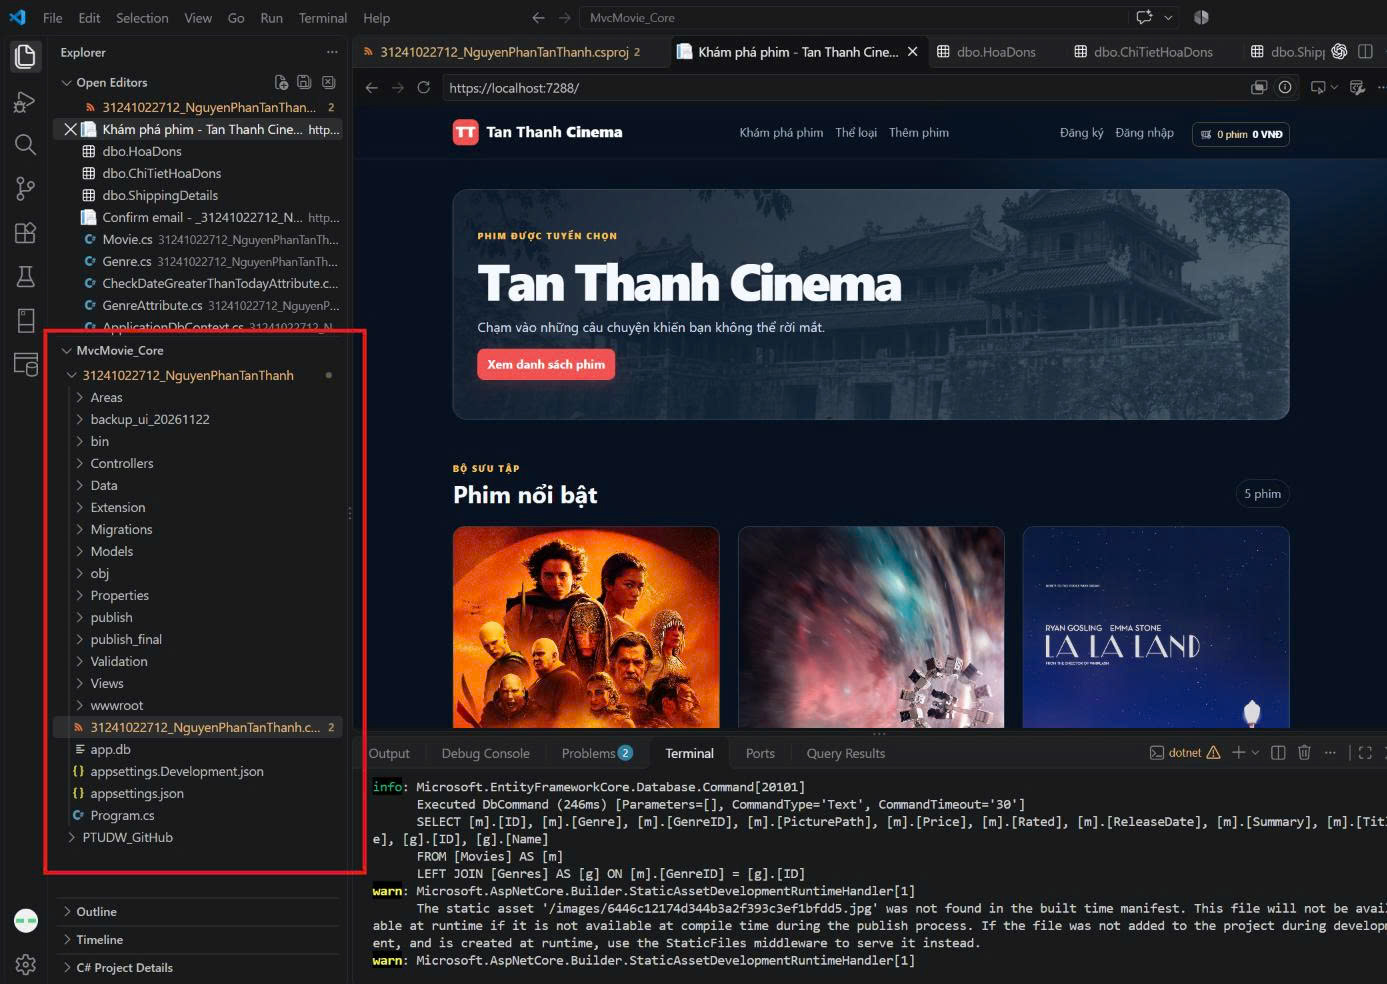 File Edit Selection View Go Run Terminal Help
MvcMovie_Core
Explorer
Open Editors
31241022712_NguyenPhanTanThan... 2
Khám phá phim - Tan Thanh Cine... http...
dbo.HoaDons
dbo.ChiTietHoaDons
dbo.ShippingDetails
Confirm email - _31241022712_N... http...
Movie.cs 31241022712_NguyenPhanTanTh...
Genre.cs 31241022712_NguyenPhanTanTh...
CheckDateGreaterThanTodayAttribute.c...
GenreAttribute.cs 31241022712_NguyenP...
ApplicationDbContext.cs 31241022712_N...
MvcMovie_Core
31241022712_NguyenPhanTanThanh
Areas
backup_ui_20261122
bin
Controllers
Data
Extension
Migrations
Models
obj
Properties
publish
publish_final
Validation
Views
wwwroot
31241022712_NguyenPhanTanThanh.c... 2
app.db
appsettings.Development.json
appsettings.json
Program.cs
PTUDW_GitHub
Outline
Timeline
C# Project Details
31241022712_NguyenPhanTanThanh.csproj 2
Khám phá phim - Tan Thanh Cine...
dbo.HoaDons
dbo.ChiTietHoaDons
dbo.Shipp
https://localhost:7288/
TT Tan Thanh Cinema
Khám phá phim Thể loại Thêm phim
Đăng ký Đăng nhập
0 phim 0 VNĐ
PHIM ĐƯỢC TUYỂN CHỌN
Tan Thanh Cinema
Chạm vào những câu chuyện khiến bạn không thể rời mắt.
Xem danh sách phim
BỘ SƯU TẬP
Phim nổi bật
5 phim
RYAN GOSLING EMMA STONE
LA LA LAND
FROM THE DIRECTOR OF WHIPLASH
Output Debug Console Problems 2 Terminal Ports Query Results
dotnet
info: Microsoft.EntityFrameworkCore.Database.Command[20101]
Executed DbCommand (246ms) [Parameters=[], CommandType='Text', CommandTimeout='30']
SELECT [m].[ID], [m].[Genre], [m].[GenreID], [m].[PicturePath], [m].[Price], [m].[Rated], [m].[ReleaseDate], [m].[Summary], [m].[Titl
e], [g].[ID], [g].[Name]
FROM [Movies] AS [m]
LEFT JOIN [Genres] AS [g] ON [m].[GenreID] = [g].[ID]
warn: Microsoft.AspNetCore.Builder.StaticAssetDevelopmentRuntimeHandler[1]
The static asset '/images/6446c12174d344b3a2f393c3ef1bfdd5.jpg' was not found in the built time manifest. This file will not be avai
able at runtime if it is not available at compile time during the publish process. If the file was not added to the project during develop
ent, and is created at runtime, use the StaticFiles middleware to serve it instead.
warn: Microsoft.AspNetCore.Builder.StaticAssetDevelopmentRuntimeHandler[1]